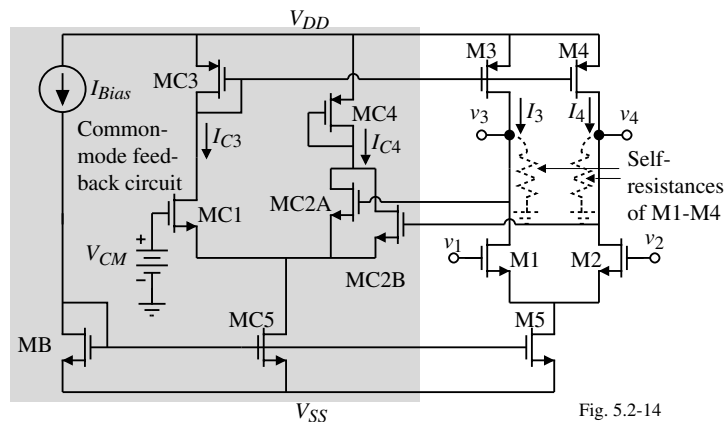 VDD
M3
M4
MC3
IBias
MC4
v3
I3
I4
v4
Common-
mode feed-
back circuit
IC3
IC4
Self-
resistances
of M1-M4
MC2A
MC1
VCM
+
−
v1
v2
M1
M2
MC2B
MB
MC5
M5
VSS
Fig. 5.2-14